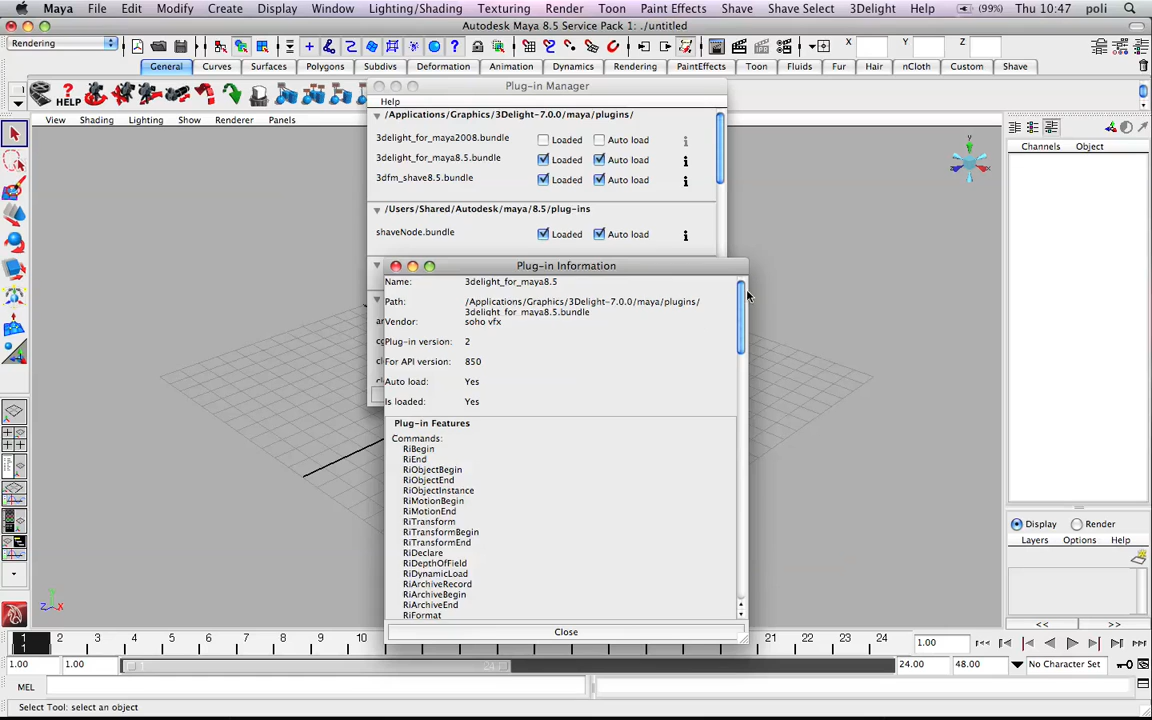 Maya File Edit Modify Create Display Window Lighting/Shading Texturing Render Toon Paint Effects Shave Shave Select 3Delight Help (99%) Thu 10:47 poli
Autodesk Maya 8.5 Service Pack 1: ./untitled
Rendering X Y Z
General Curves Surfaces Polygons Subdivs Deformation Animation Dynamics Rendering PaintEffects Toon Fluids Fur Hair nCloth Custom Shave
HELP
View Shading Lighting Show Renderer Panels
Plug-in Manager
Help
/Applications/Graphics/3Delight-7.0.0/maya/plugins/
3delight_for_maya2008.bundle Loaded Auto load
3delight_for_maya8.5.bundle Loaded Auto load
3dfm_shave8.5.bundle Loaded Auto load
/Users/Shared/Autodesk/maya/8.5/plug-ins
shaveNode.bundle Loaded Auto load
Plug-in Information
Name: 3delight_for_maya8.5
Path: /Applications/Graphics/3Delight-7.0.0/maya/plugins/
3delight_for_maya8.5.bundle
Vendor: soho vfx
Plug-in version: 2
For API version: 850
Auto load: Yes
Is loaded: Yes
Plug-in Features
Commands:
RiBegin
RiEnd
RiObjectBegin
RiObjectEnd
RiObjectInstance
RiMotionBegin
RiMotionEnd
RiTransform
RiTransformBegin
RiTransformEnd
RiDeclare
RiDepthOfField
RiDynamicLoad
RiArchiveRecord
RiArchiveBegin
RiArchiveEnd
RiFormat
Close
Channels Object
Display Render
Layers Options Help
<< >>
y
z x
1 2 3 4 5 6 7 8 9 10 21 22 23 24 1.00
1
1.00 1.00 1 24 24.00 48.00 No Character Set
MEL
Select Tool: select an object